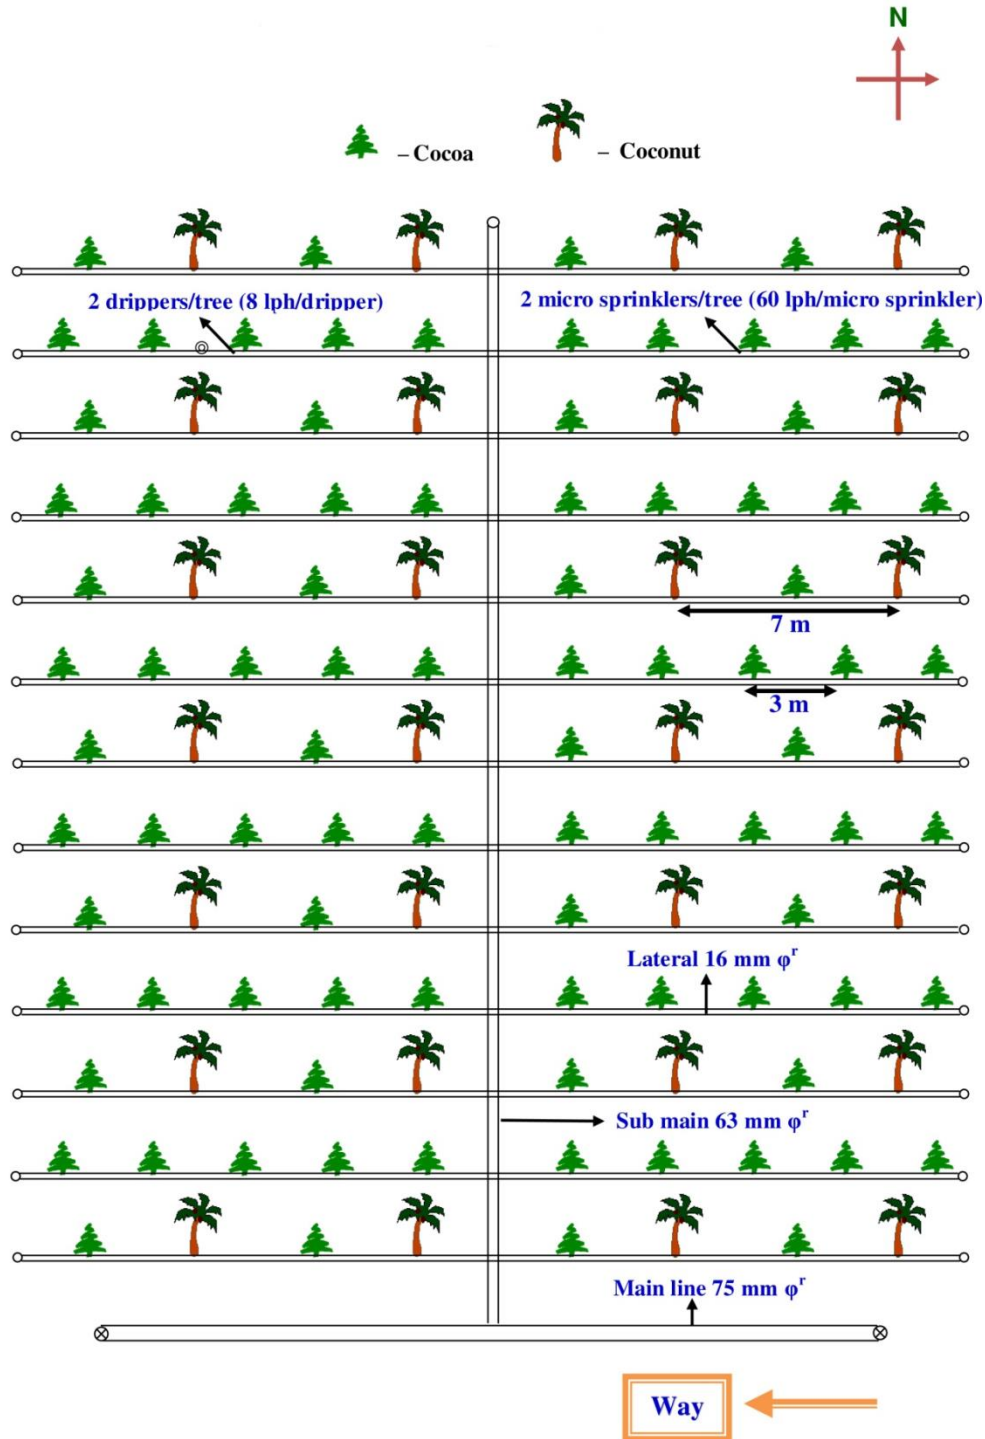 N
– Cocoa
– Coconut
2 drippers/tree (8 lph/dripper)
2 micro sprinklers/tree (60 lph/micro sprinkler)
7 m
3 m
Lateral 16 mm φʳ
Sub main 63 mm φʳ
Main line 75 mm φʳ
Way